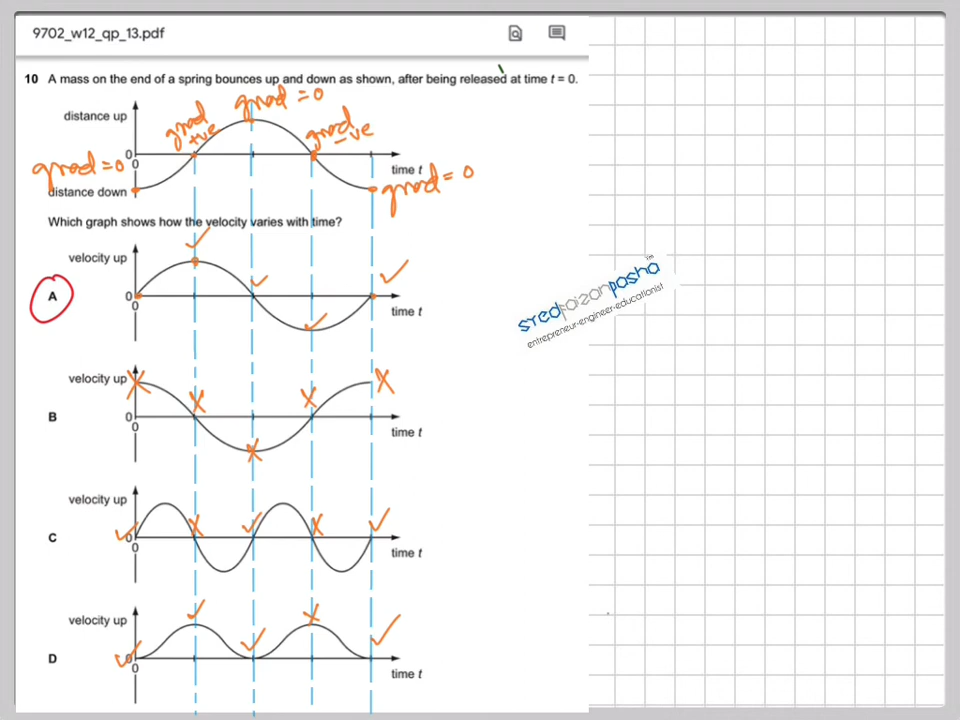 9702_w12_qp_13.pdf
10 A mass on the end of a spring bounces up and down as shown, after being released at time t = 0.
grad = 0
distance up
grad +ve
grad -ve
0
0
grad = 0
time t
distance down
grad = 0
Which graph shows how the velocity varies with time?
velocity up
A
0
0
time t
syedfaizanpasha™
entrepreneur-engineer-educationist
velocity up
B
0
0
time t
velocity up
C
0
0
time t
velocity up
D
0
0
time t